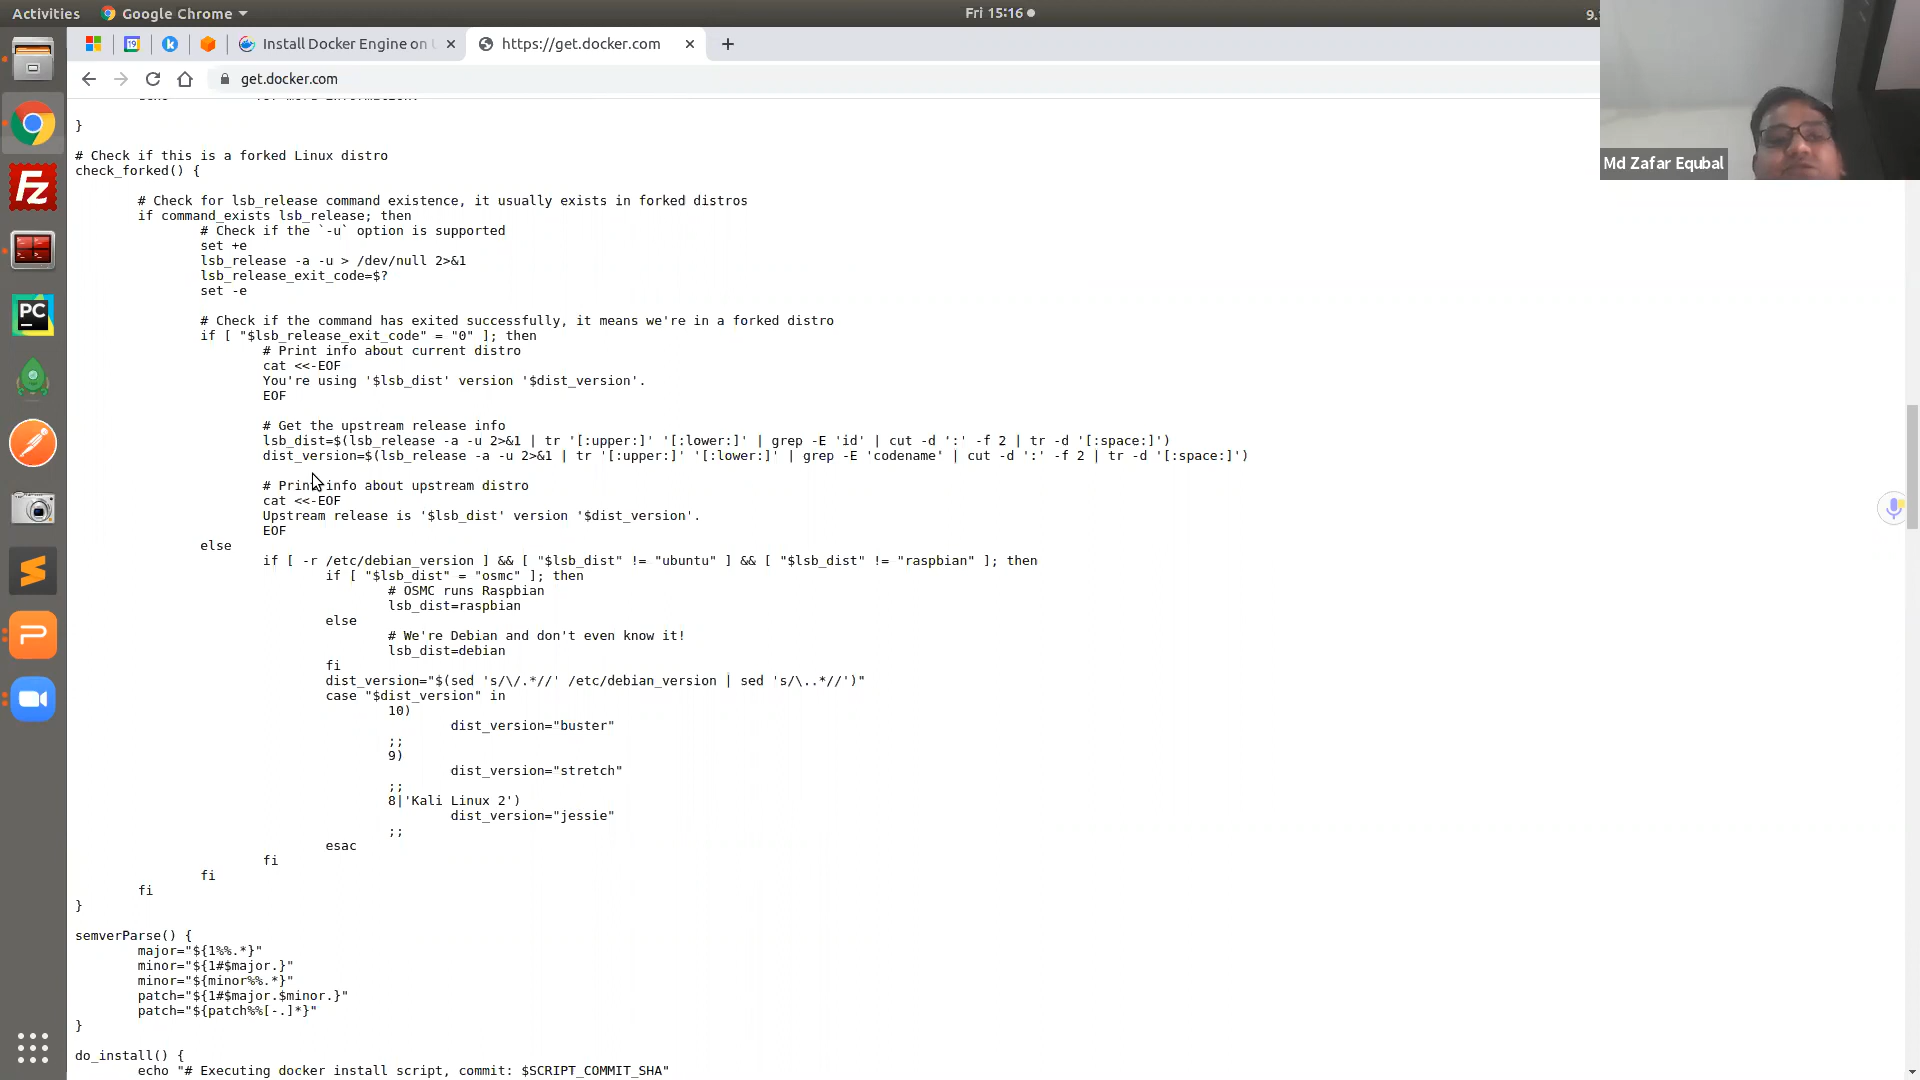 Activities Google Chrome Fri 15:16 9.
Install Docker Engine on https://get.docker.com
get.docker.com
}
# Check if this is a forked Linux distro
check_forked() {
# Check for lsb_release command existence, it usually exists in forked distros
if command_exists lsb_release; then
# Check if the `-u` option is supported
set +e
lsb_release -a -u > /dev/null 2>&1
lsb_release_exit_code=$?
set -e
# Check if the command has exited successfully, it means we're in a forked distro
if [ "$lsb_release_exit_code" = "0" ]; then
# Print info about current distro
cat <<-EOF
You're using '$lsb_dist' version '$dist_version'.
EOF
# Get the upstream release info
lsb_dist=$(lsb_release -a -u 2>&1 | tr '[:upper:]' '[:lower:]' | grep -E 'id' | cut -d ':' -f 2 | tr -d '[:space:]')
dist_version=$(lsb_release -a -u 2>&1 | tr '[:upper:]' '[:lower:]' | grep -E 'codename' | cut -d ':' -f 2 | tr -d '[:space:]')
# Print info about upstream distro
cat <<-EOF
Upstream release is '$lsb_dist' version '$dist_version'.
EOF
else
if [ -r /etc/debian_version ] && [ "$lsb_dist" != "ubuntu" ] && [ "$lsb_dist" != "raspbian" ]; then
if [ "$lsb_dist" = "osmc" ]; then
# OSMC runs Raspbian
lsb_dist=raspbian
else
# We're Debian and don't even know it!
lsb_dist=debian
fi
dist_version="$(sed 's/\/.*//' /etc/debian_version | sed 's/\..*//')"
case "$dist_version" in
10)
dist_version="buster"
;;
9)
dist_version="stretch"
;;
8|'Kali Linux 2')
dist_version="jessie"
;;
esac
fi
fi
fi
}
semverParse() {
major="${1%%.*}"
minor="${1#$major.}"
minor="${minor%%.*}"
patch="${1#$major.$minor.}"
patch="${patch%%[-.]*}"
}
do_install() {
echo "# Executing docker install script, commit: $SCRIPT_COMMIT_SHA"
Md Zafar Equbal
19
Fz
PC